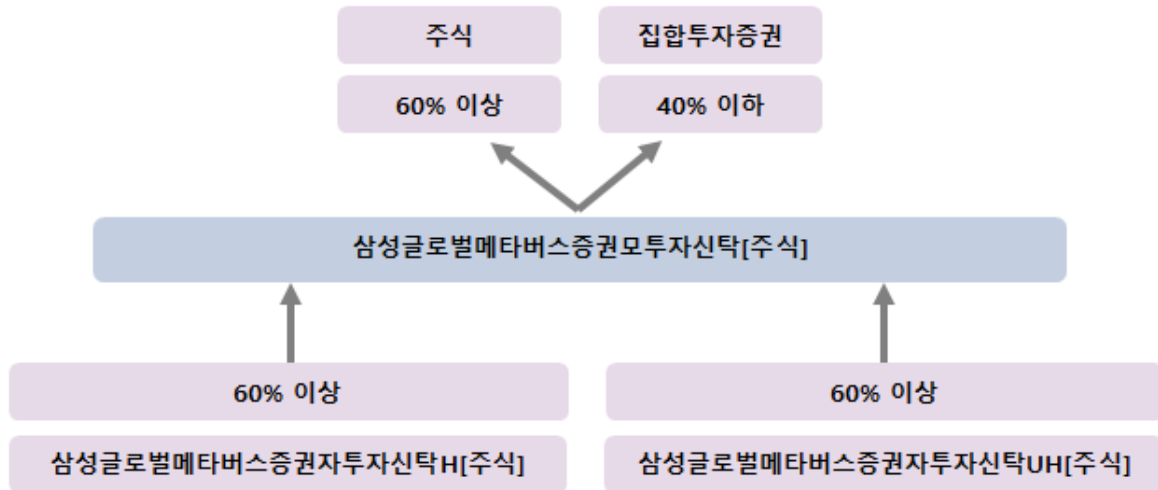 주식
집합투자증권
60% 이상
40% 이하
삼성글로벌메타버스증권모투자신탁[주식]
60% 이상
60% 이상
삼성글로벌메타버스증권자투자신탁H[주식]
삼성글로벌메타버스증권자투자신탁UH[주식]